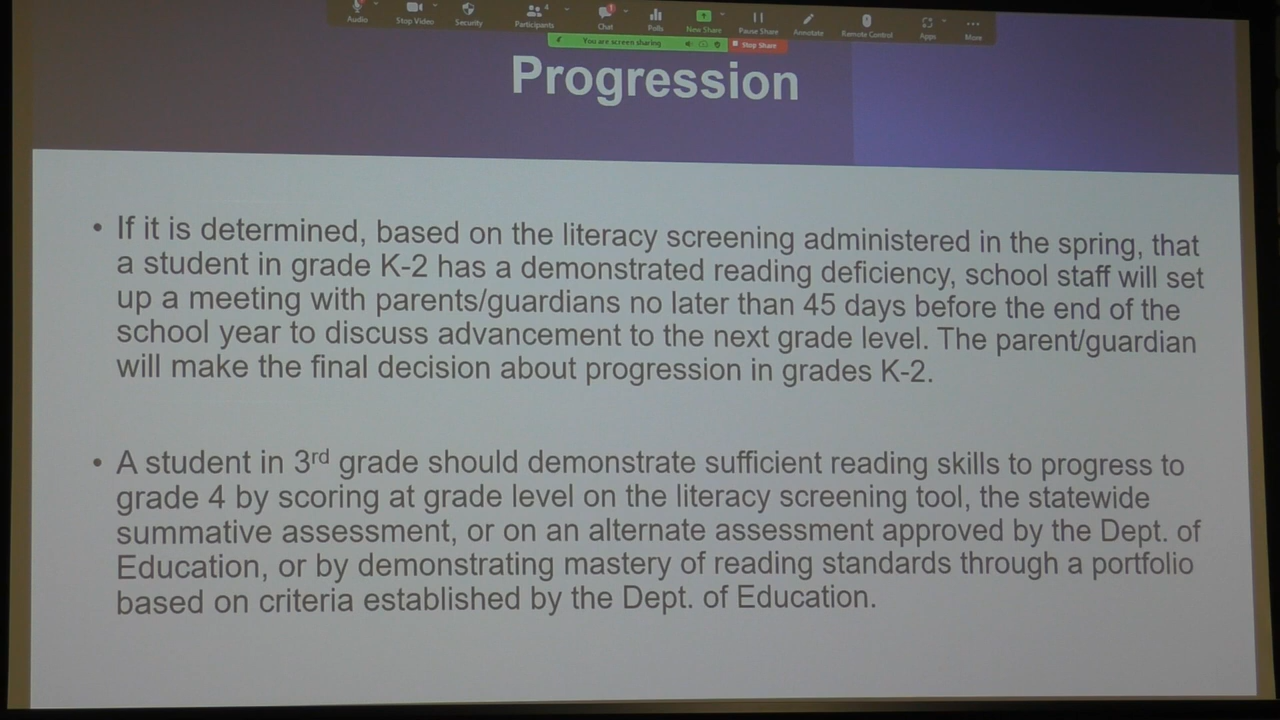 Audio Stop Video Security Participants 4 Chat 1 Polls New Share Pause Share Annotate Remote Control Apps More
You are screen sharing Stop Share
Progression
• If it is determined, based on the literacy screening administered in the spring, that
a student in grade K-2 has a demonstrated reading deficiency, school staff will set
up a meeting with parents/guardians no later than 45 days before the end of the
school year to discuss advancement to the next grade level. The parent/guardian
will make the final decision about progression in grades K-2.
• A student in 3rd grade should demonstrate sufficient reading skills to progress to
grade 4 by scoring at grade level on the literacy screening tool, the statewide
summative assessment, or on an alternate assessment approved by the Dept. of
Education, or by demonstrating mastery of reading standards through a portfolio
based on criteria established by the Dept. of Education.